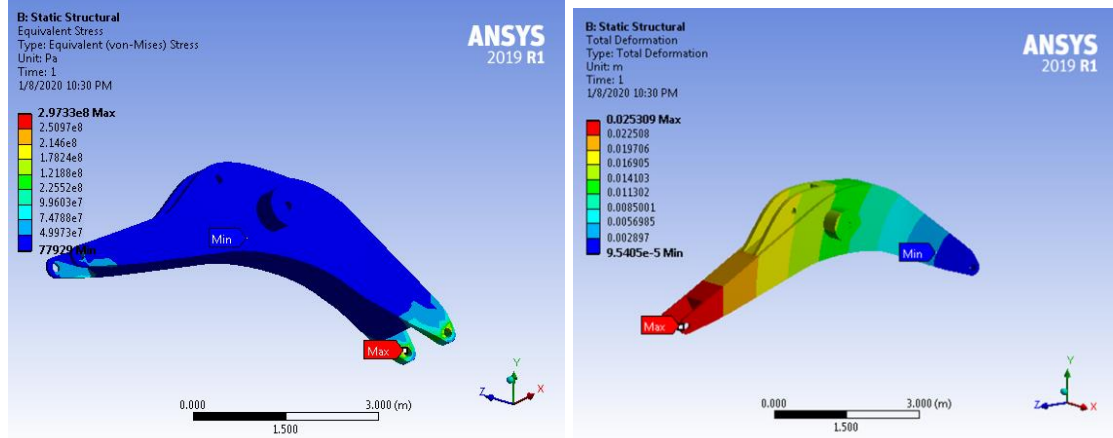 B: Static Structural
Equivalent Stress
Type: Equivalent (von-Mises) Stress
Unit: Pa
Time: 1
1/8/2020 10:30 PM
ANSYS
2019 R1
2.9733e8 Max
2.5097e8
2.146e8
1.7824e8
1.2188e8
2.2552e8
9.9603e7
7.4788e7
4.9973e7
77929 Min
Min
Max
0.000
3.000 (m)
1.500
Y
Z
X
B: Static Structural
Total Deformation
Type: Total Deformation
Unit: m
Time: 1
1/8/2020 10:30 PM
ANSYS
2019 R1
0.025309 Max
0.022508
0.019706
0.016905
0.014103
0.011302
0.0085001
0.0056985
0.002897
9.5405e-5 Min
Min
Max
0.000
3.000 (m)
1.500
Y
Z
X